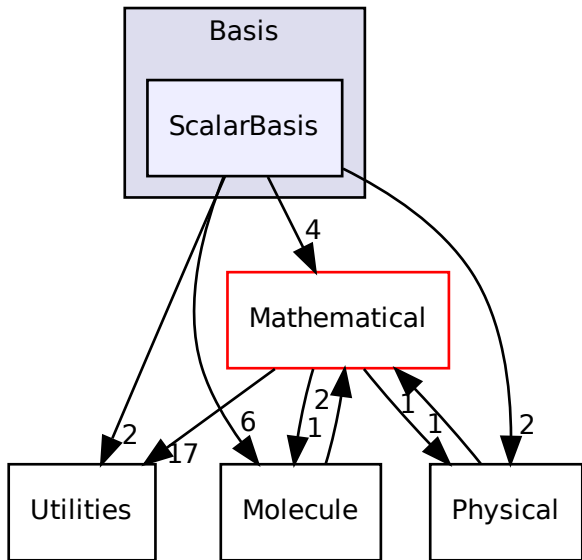 Basis
ScalarBasis
4
Mathematical
2
6
1
2
1
1
2
17
Utilities
Molecule
Physical